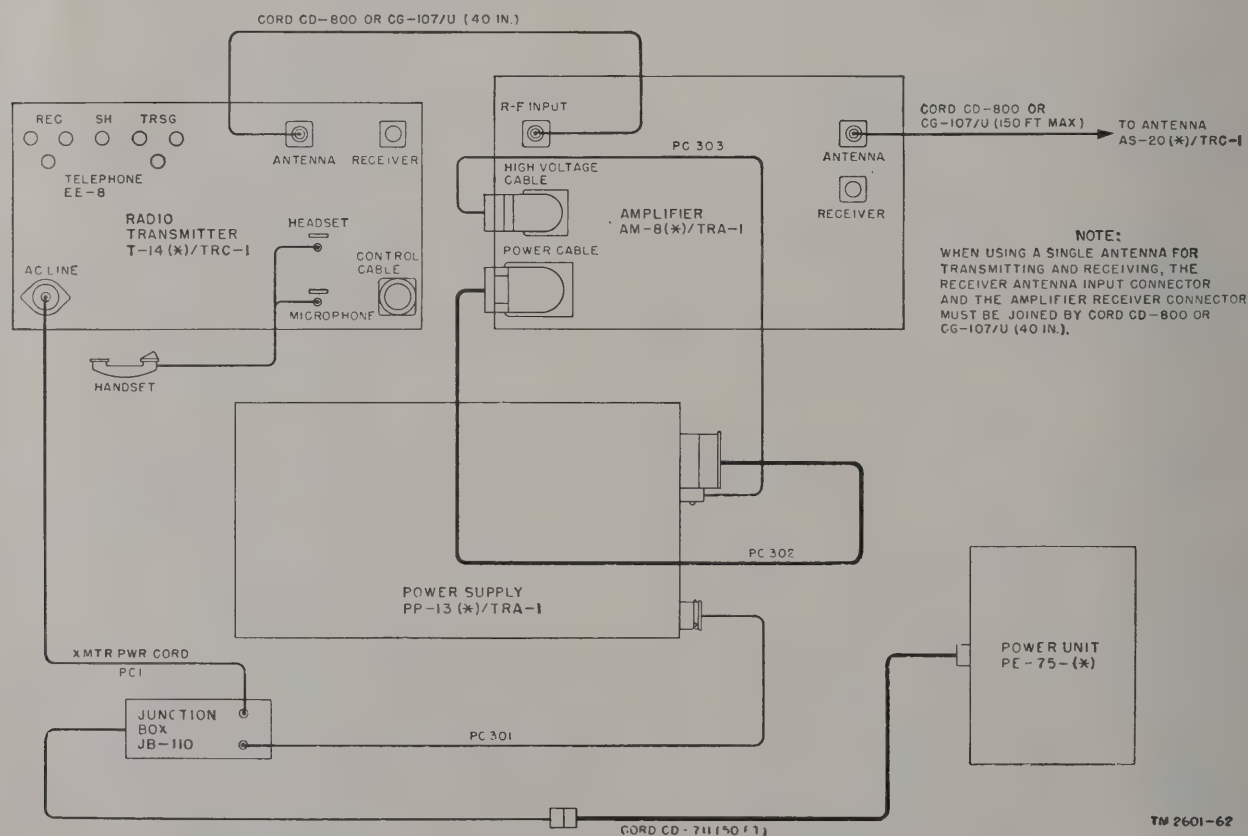 CORD CD-800 OR CG-107/U (40 IN.)
REC
SH
TRSG
TELEPHONE
EE-8
ANTENNA
RECEIVER
RADIO
TRANSMITTER
T-14 (*)/TRC-1
HEADSET
AC LINE
CONTROL
CABLE
MICROPHONE
HANDSET
R-F INPUT
PC 303
HIGH VOLTAGE
CABLE
AMPLIFIER
AM-8(*)/TRA-1
POWER CABLE
ANTENNA
RECEIVER
CORD CD-800 OR
CG-107/U (150 FT MAX)
TO ANTENNA
AS-20(*)/TRC-1
NOTE:
WHEN USING A SINGLE ANTENNA FOR
TRANSMITTING AND RECEIVING, THE
RECEIVER ANTENNA INPUT CONNECTOR
AND THE AMPLIFIER RECEIVER CONNECTOR
MUST BE JOINED BY CORD CD-800 OR
CG-107/U (40 IN.).
PC 302
POWER SUPPLY
PP-13 (*)/TRA-1
XMTR PWR CORD
PC1
JUNCTION
BOX
JB-110
PC 301
POWER UNIT
PE-75-(*)
CORD CD-711 (50 FT)
TM 2601-62